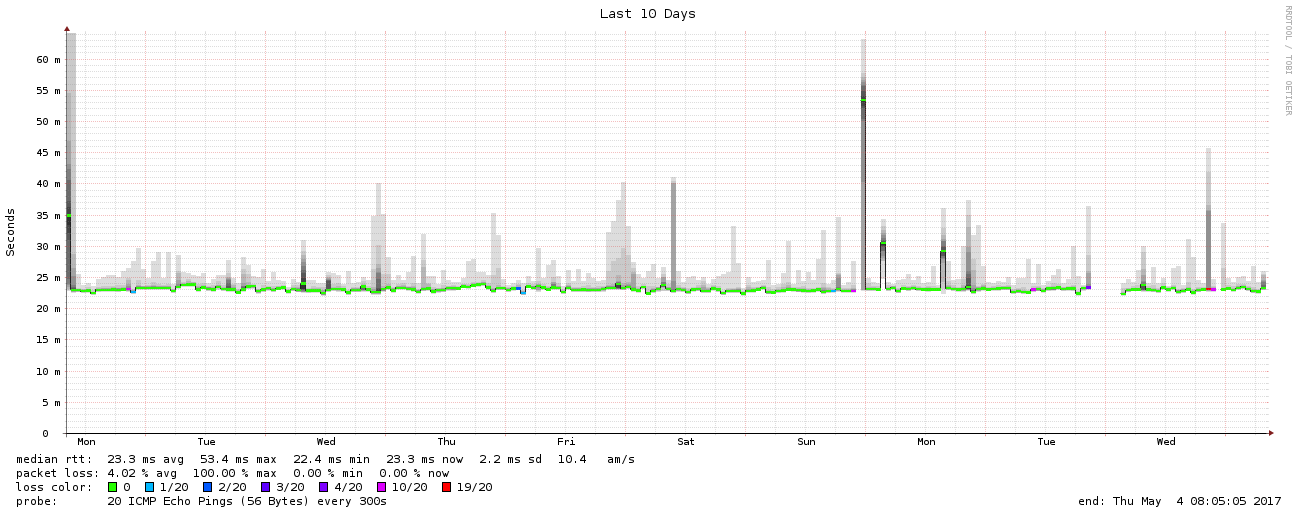 Last 10 Days
RRDTOOL / TOBI OETIKER
Seconds
60 m
55 m
50 m
45 m
40 m
35 m
30 m
25 m
20 m
15 m
10 m
5 m
0
Mon Tue Wed Thu Fri Sat Sun Mon Tue Wed
median rtt: 23.3 ms avg 53.4 ms max 22.4 ms min 23.3 ms now 2.2 ms sd 10.4 am/s
packet loss: 4.02 % avg 100.00 % max 0.00 % min 0.00 % now
loss color: 0 1/20 2/20 3/20 4/20 10/20 19/20
probe: 20 ICMP Echo Pings (56 Bytes) every 300s end: Thu May 4 08:05:05 2017